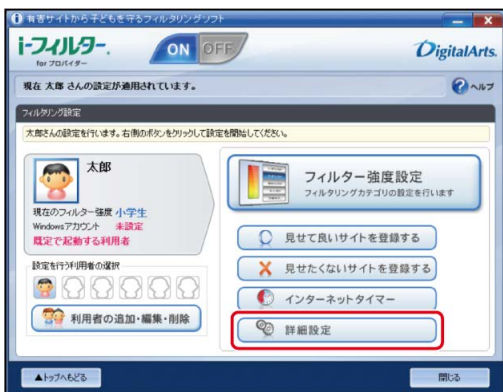 有害サイトから子どもを守るフィルタリングソフト
i-フィルター®
for プロバイダー
ON OFF
DigitalArts.
現在 太郎 さんの設定が適用されています。
ヘルプ
フィルタリング設定
太郎さんの設定を行います。右側のボタンをクリックして設定を開始してください。
太郎
現在のフィルター強度 小学生
Windowsアカウント 未設定
既定で起動する利用者
設定を行う利用者の選択
利用者の追加・編集・削除
フィルター強度設定
フィルタリングカテゴリの設定を行います
見せて良いサイトを登録する
見せたくないサイトを登録する
インターネットタイマー
詳細設定
▲トップへもどる
閉じる